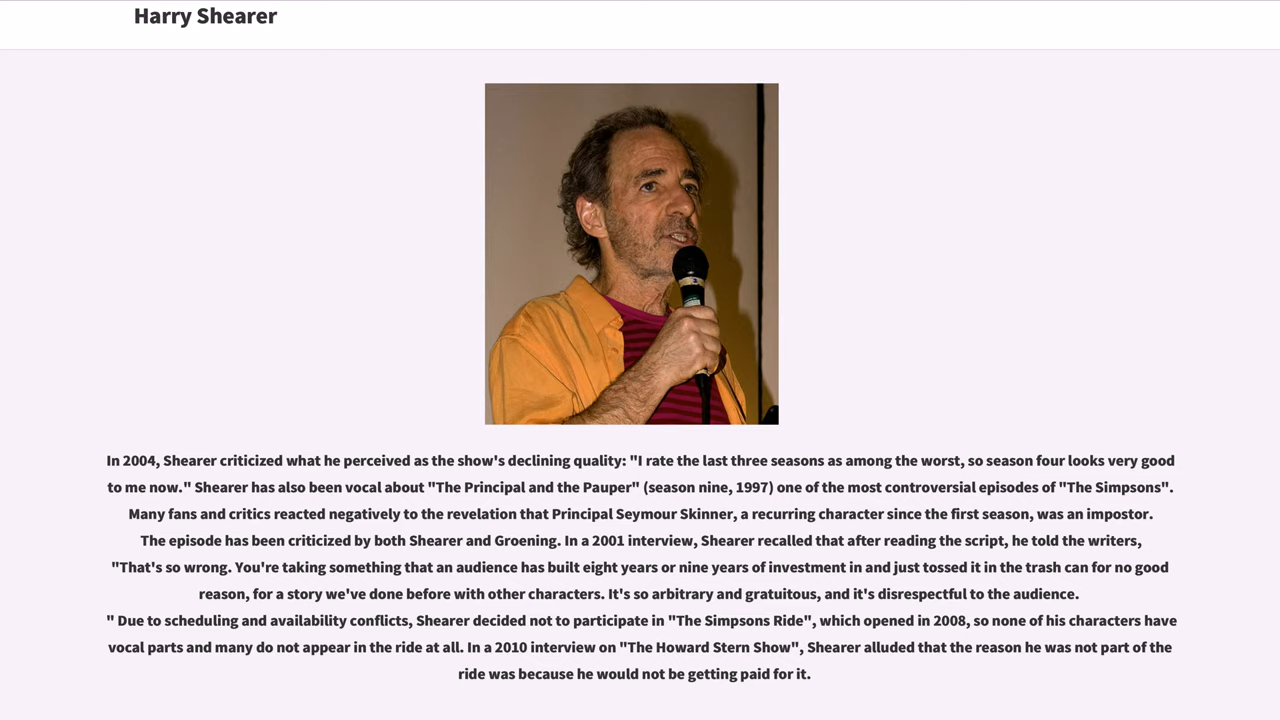 Harry Shearer
In 2004, Shearer criticized what he perceived as the show's declining quality: "I rate the last three seasons as among the worst, so season four looks very good
to me now." Shearer has also been vocal about "The Principal and the Pauper" (season nine, 1997) one of the most controversial episodes of "The Simpsons".
Many fans and critics reacted negatively to the revelation that Principal Seymour Skinner, a recurring character since the first season, was an impostor.
The episode has been criticized by both Shearer and Groening. In a 2001 interview, Shearer recalled that after reading the script, he told the writers,
"That's so wrong. You're taking something that an audience has built eight years or nine years of investment in and just tossed it in the trash can for no good
reason, for a story we've done before with other characters. It's so arbitrary and gratuitous, and it's disrespectful to the audience.
" Due to scheduling and availability conflicts, Shearer decided not to participate in "The Simpsons Ride", which opened in 2008, so none of his characters have
vocal parts and many do not appear in the ride at all. In a 2010 interview on "The Howard Stern Show", Shearer alluded that the reason he was not part of the
ride was because he would not be getting paid for it.